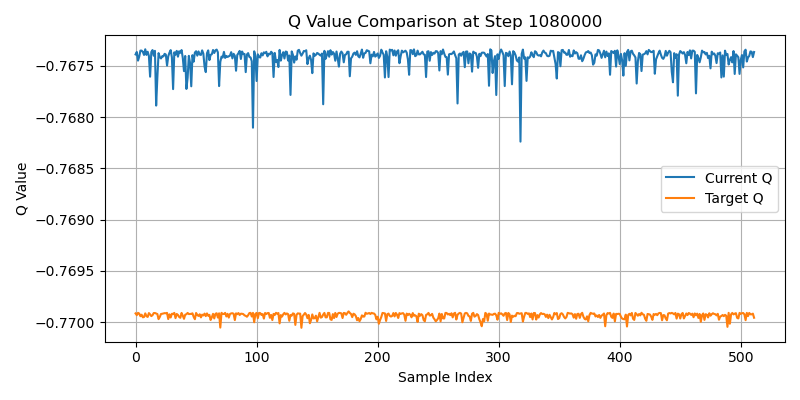 Q Value Comparison at Step 1080000
Q Value
−0.7675
−0.7680
−0.7685
−0.7690
−0.7695
−0.7700
Current Q
Target Q
0
100
200
300
400
500
Sample Index